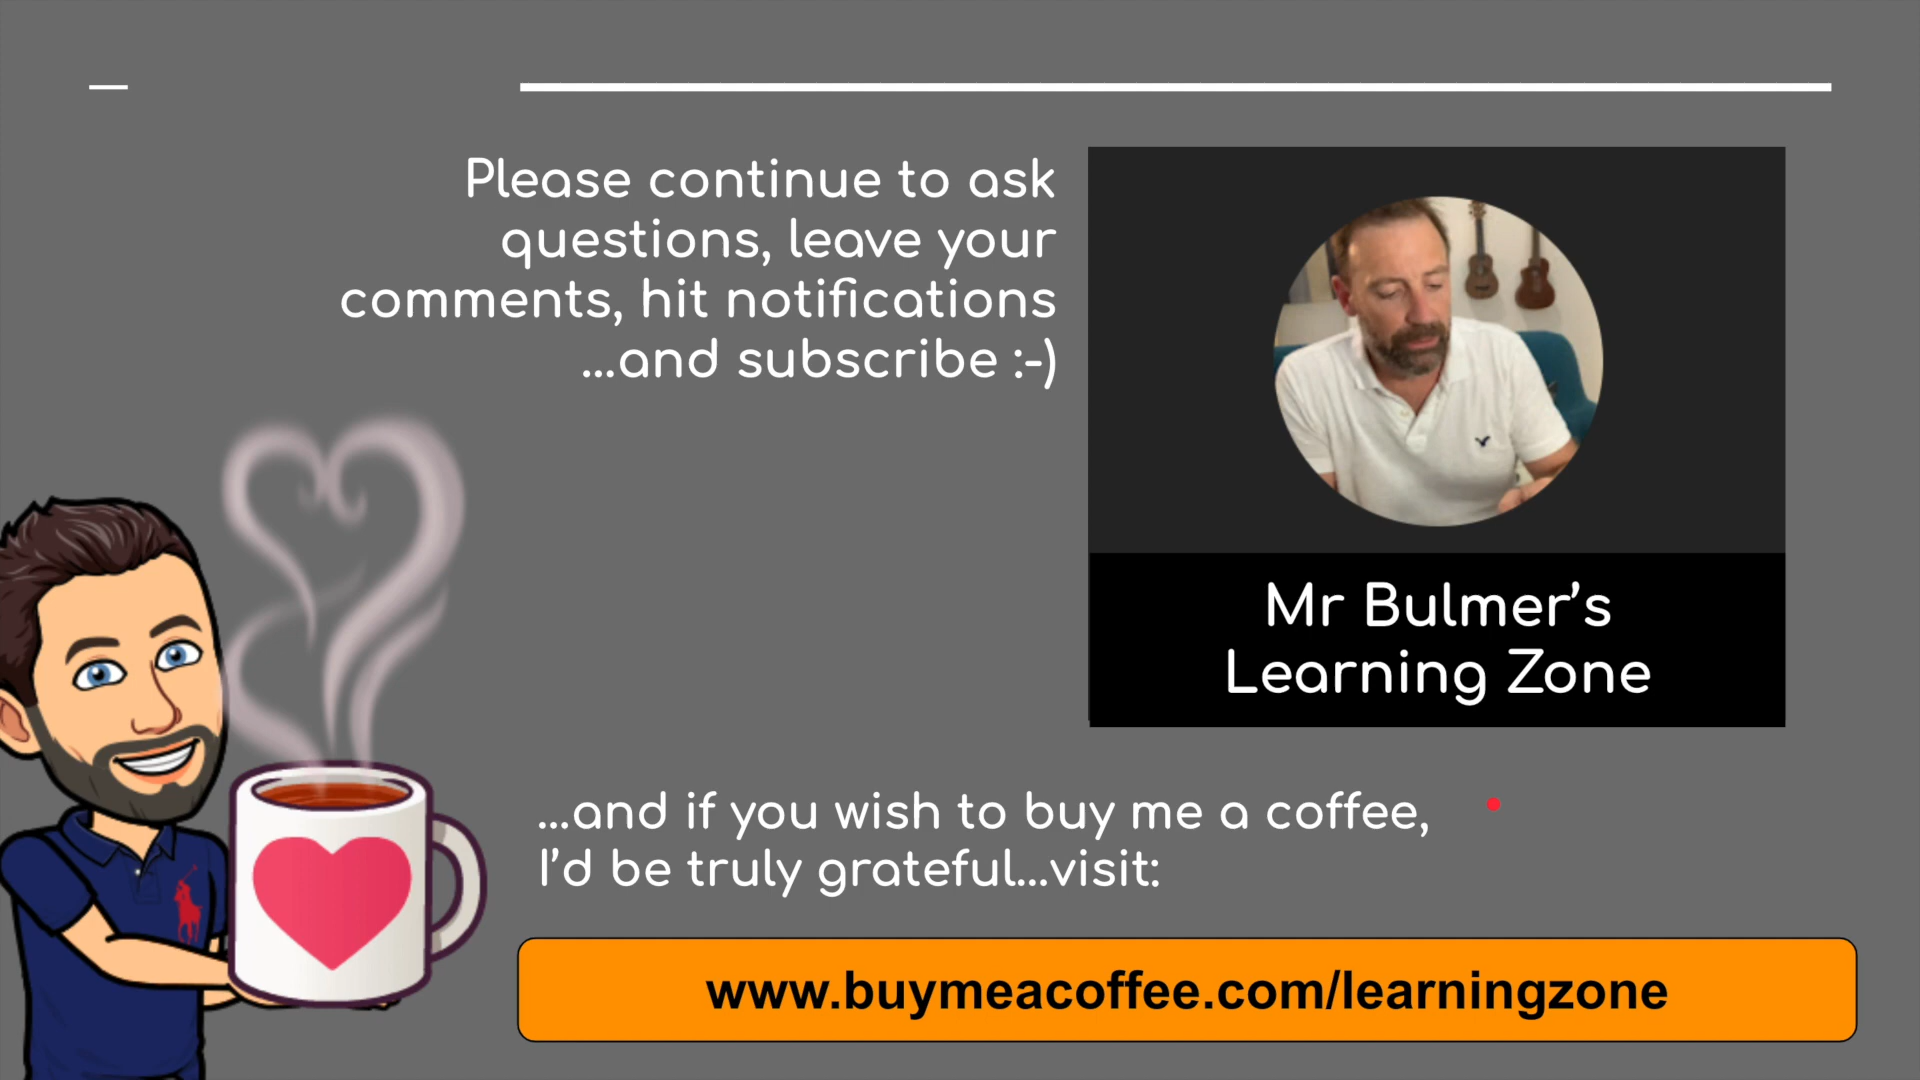 Please continue to ask
questions, leave your
comments, hit notifications
...and subscribe :-)
Mr Bulmer’s
Learning Zone
...and if you wish to buy me a coffee,
I’d be truly grateful...visit:
www.buymeacoffee.com/learningzone